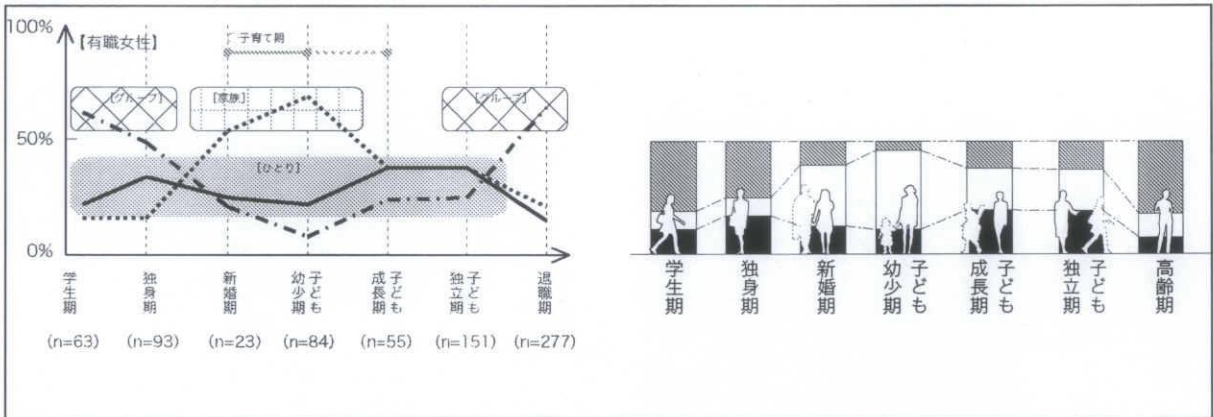 100%
【有職女性】
子育て期
[グループ]
[家族]
[グループ]
50%
[ひとり]
0%
学生期
独身期
新婚期
子ども
幼少期
子ども
成長期
子ども
独立期
退職期
(n=63)
(n=93)
(n=23)
(n=84)
(n=55)
(n=151)
(n=277)
学生期
独身期
新婚期
子ども
幼少期
子ども
成長期
子ども
独立期
高齢期